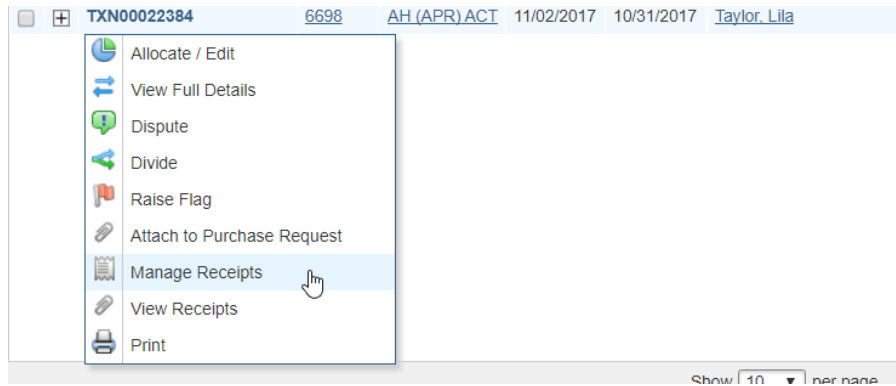 TXN00022384 6698 AH (APR) ACT 11/02/2017 10/31/2017 Taylor, Lila
Allocate / Edit
View Full Details
Dispute
Divide
Raise Flag
Attach to Purchase Request
Manage Receipts
View Receipts
Print
Show 10 per page